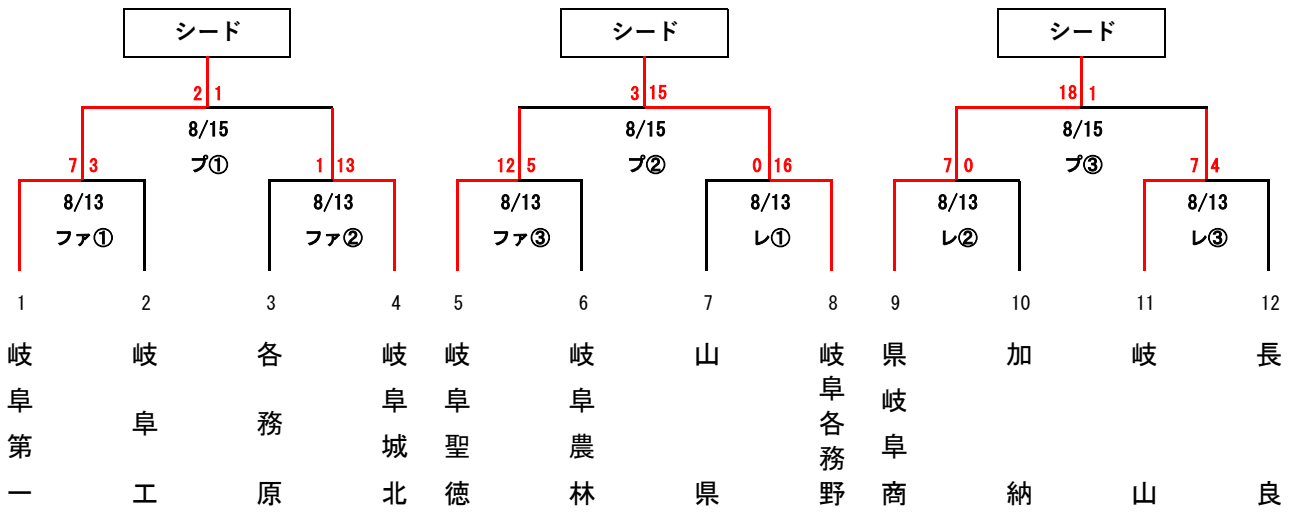 シード シード シード
2 1 3 15 18 1
8/15 8/15 8/15
プ① プ② プ③
7 3 1 13 12 5 0 16 7 0 7 4
8/13 8/13 8/13 8/13 8/13 8/13
ファ① ファ② ファ③ レ① レ② レ③
1 2 3 4 5 6 7 8 9 10 11 12
岐阜第一
岐阜工
各務原
岐阜城北
岐阜聖徳
岐阜農林
山県
岐阜各務野
県岐阜商
加納
岐山
長良